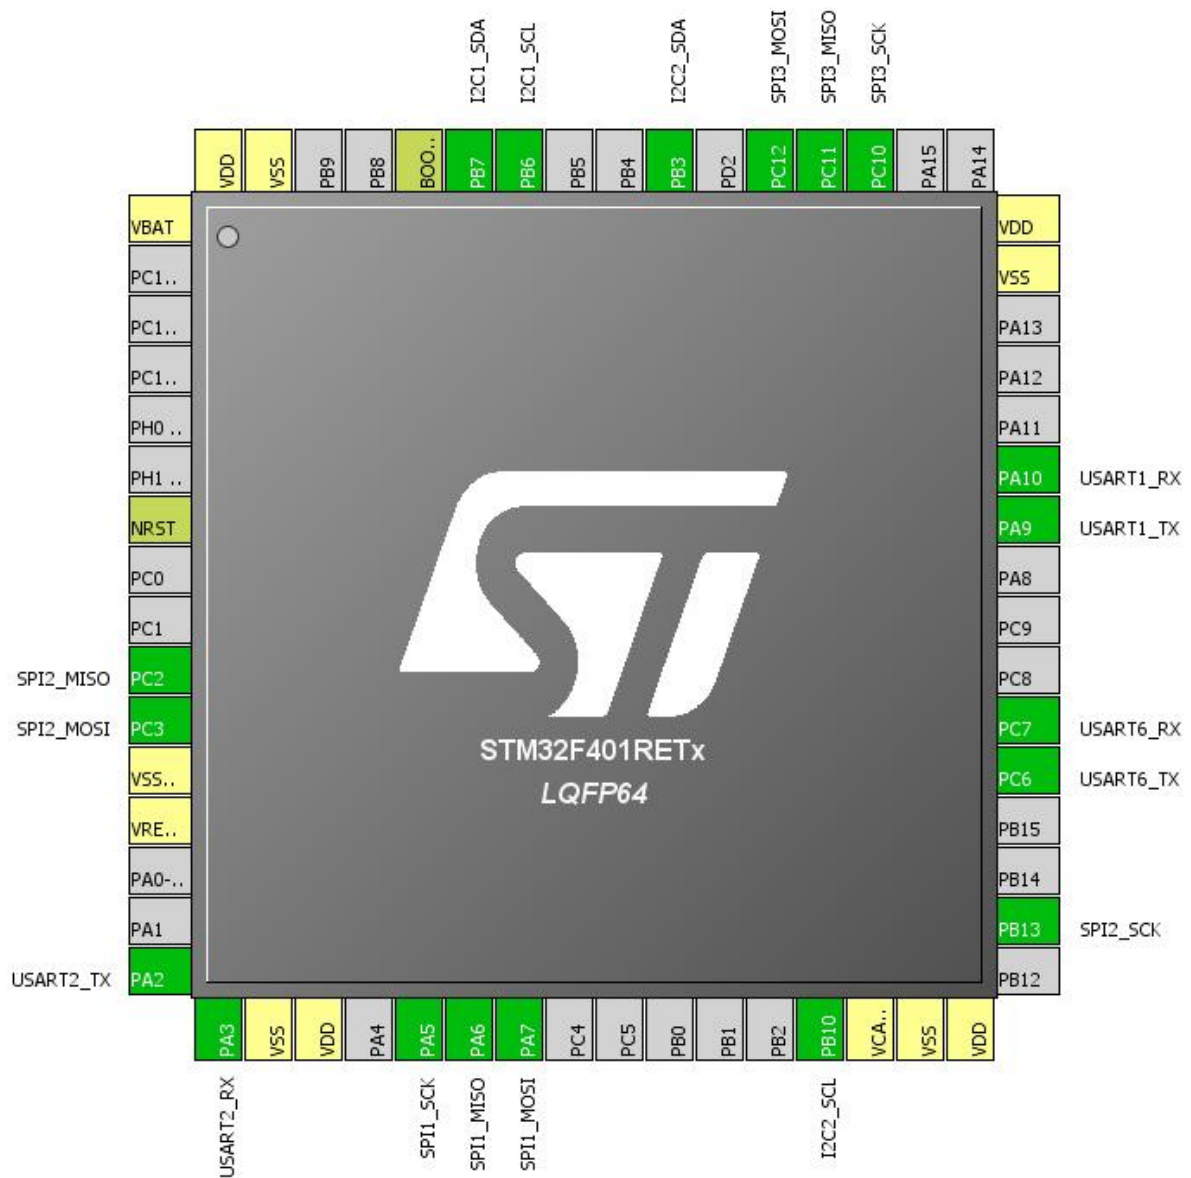 I2C1_SDA
I2C1_SCL
I2C2_SDA
SPI3_MOSI
SPI3_MISO
SPI3_SCK
VDD
VSS
PB9
PB8
BOO..
PB7
PB6
PB5
PB4
PB3
PD2
PC12
PC11
PC10
PA15
PA14
VBAT
PC1..
PC1..
PC1..
PH0 ..
PH1 ..
NRST
PC0
PC1
SPI2_MISO PC2
SPI2_MOSI PC3
VSS..
VRE..
PA0-..
PA1
USART2_TX PA2
VDD
VSS
PA13
PA12
PA11
PA10 USART1_RX
PA9 USART1_TX
PA8
PC9
PC8
PC7 USART6_RX
PC6 USART6_TX
PB15
PB14
PB13 SPI2_SCK
PB12
ST
STM32F401RETx
LQFP64
PA3
VSS
VDD
PA4
PA5
PA6
PA7
PC4
PC5
PB0
PB1
PB2
PB10
VCA..
VSS
VDD
USART2_RX
SPI1_SCK
SPI1_MISO
SPI1_MOSI
I2C2_SCL